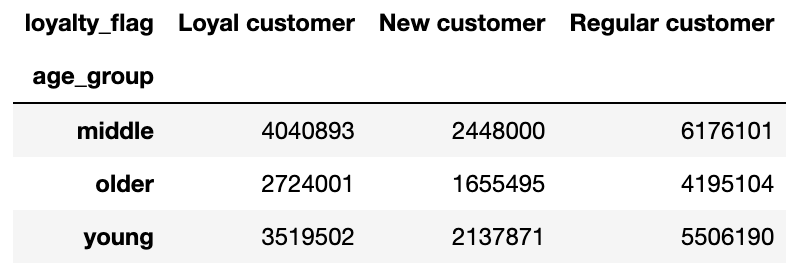 loyalty_flag Loyal customer New customer Regular customer
age_group
middle 4040893 2448000 6176101
older 2724001 1655495 4195104
young 3519502 2137871 5506190